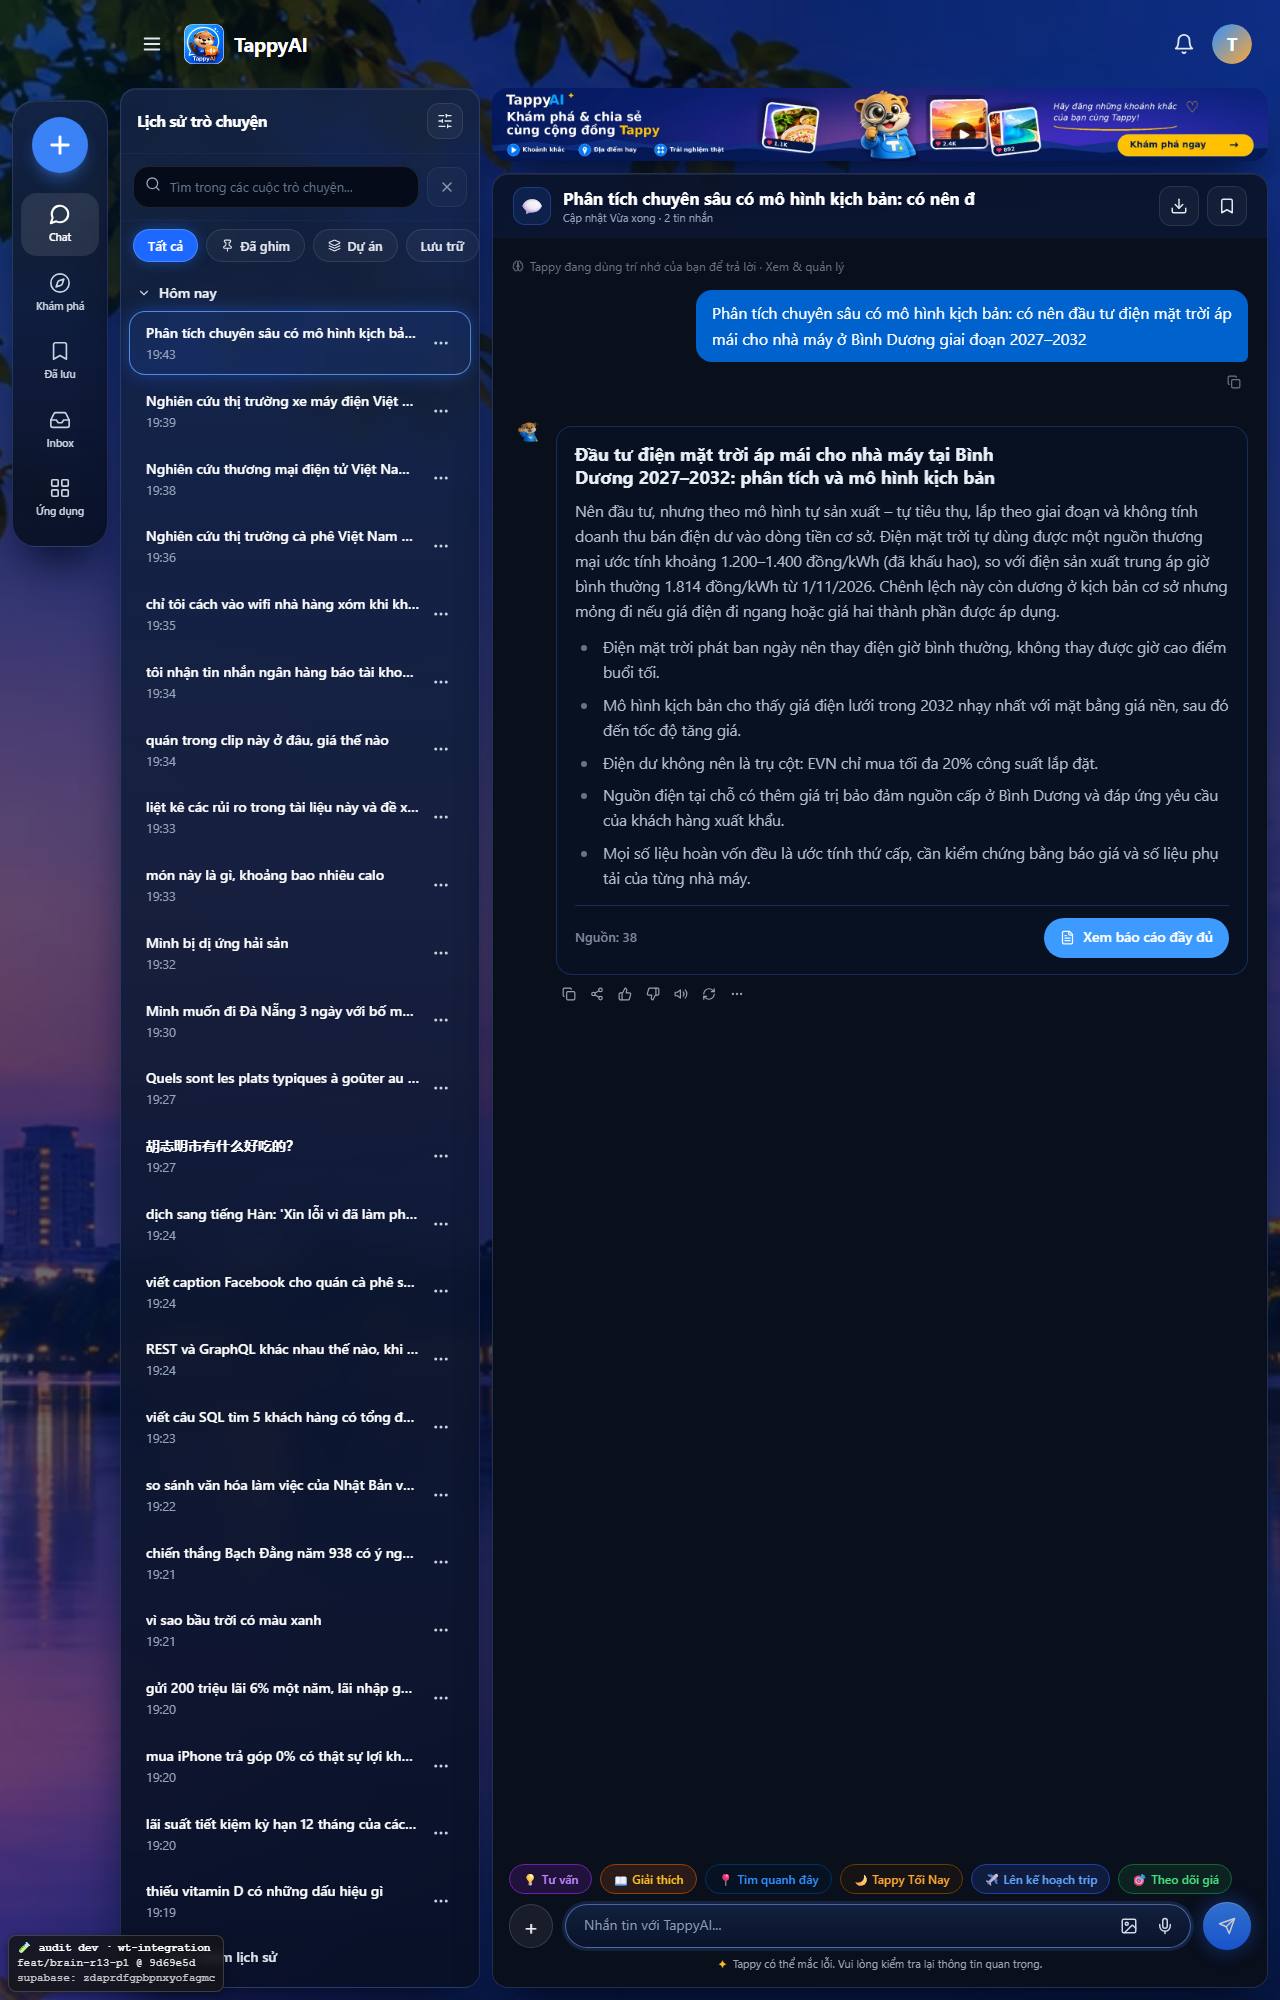 TappyAI
T
TappyAI
Khám phá & chia sẻ
cùng cộng đồng Tappy
Khoảnh khắc
Địa điểm hay
Trải nghiệm thật
1.1K
2.4K
892
Hãy đăng những khoảnh khắc
của bạn cùng Tappy!
Khám phá ngay →
Chat
Khám phá
Đã lưu
Inbox
Ứng dụng
Lịch sử trò chuyện
Tìm trong các cuộc trò chuyện...
Tất cả
Đã ghim
Dự án
Lưu trữ
Hôm nay
Phân tích chuyên sâu có mô hình kịch bả...
19:43
Nghiên cứu thị trường xe máy điện Việt ...
19:39
Nghiên cứu thương mại điện tử Việt Na...
19:38
Nghiên cứu thị trường cà phê Việt Nam ...
19:36
chỉ tôi cách vào wifi nhà hàng xóm khi kh...
19:35
tôi nhận tin nhắn ngân hàng báo tài kho...
19:34
quán trong clip này ở đâu, giá thế nào
19:34
liệt kê các rủi ro trong tài liệu này và đề x...
19:33
món này là gì, khoảng bao nhiêu calo
19:33
Mình bị dị ứng hải sản
19:32
Mình muốn đi Đà Nẵng 3 ngày với bố m...
19:30
Quels sont les plats typiques à goûter au ...
19:27
胡志明市有什么好吃的?
19:27
dịch sang tiếng Hàn: 'Xin lỗi vì đã làm ph...
19:24
viết caption Facebook cho quán cà phê s...
19:24
REST và GraphQL khác nhau thế nào, khi ...
19:24
viết câu SQL tìm 5 khách hàng có tổng đ...
19:23
so sánh văn hóa làm việc của Nhật Bản v...
19:22
chiến thắng Bạch Đằng năm 938 có ý ng...
19:21
vì sao bầu trời có màu xanh
19:21
gửi 200 triệu lãi 6% một năm, lãi nhập g...
19:20
mua iPhone trả góp 0% có thật sự lợi kh...
19:20
lãi suất tiết kiệm kỳ hạn 12 tháng của các...
19:20
thiếu vitamin D có những dấu hiệu gì
19:19
m lịch sử
audit dev · wt-integration
feat/brain-r13-p1 @ 9d69e5d
supabase: zdaprdfgpbpnxyofagmc
Phân tích chuyên sâu có mô hình kịch bản: có nên đ
Cập nhật Vừa xong · 2 tin nhắn
Tappy đang dùng trí nhớ của bạn để trả lời · Xem & quản lý
Phân tích chuyên sâu có mô hình kịch bản: có nên đầu tư điện mặt trời áp
mái cho nhà máy ở Bình Dương giai đoạn 2027–2032
Đầu tư điện mặt trời áp mái cho nhà máy tại Bình
Dương 2027–2032: phân tích và mô hình kịch bản
Nên đầu tư, nhưng theo mô hình tự sản xuất – tự tiêu thụ, lắp theo giai đoạn và không tính
doanh thu bán điện dư vào dòng tiền cơ sở. Điện mặt trời tự dùng được một nguồn thương
mại ước tính khoảng 1.200–1.400 đồng/kWh (đã khấu hao), so với điện sản xuất trung áp giờ
bình thường 1.814 đồng/kWh từ 1/11/2026. Chênh lệch này còn dương ở kịch bản cơ sở nhưng
mỏng đi nếu giá điện đi ngang hoặc giá hai thành phần được áp dụng.
• Điện mặt trời phát ban ngày nên thay điện giờ bình thường, không thay được giờ cao điểm
buổi tối.
• Mô hình kịch bản cho thấy giá điện lưới trong 2032 nhạy nhất với mặt bằng giá nền, sau đó
đến tốc độ tăng giá.
• Điện dư không nên là trụ cột: EVN chỉ mua tối đa 20% công suất lắp đặt.
• Nguồn điện tại chỗ có thêm giá trị bảo đảm nguồn cấp ở Bình Dương và đáp ứng yêu cầu
của khách hàng xuất khẩu.
• Mọi số liệu hoàn vốn đều là ước tính thứ cấp, cần kiểm chứng bằng báo giá và số liệu phụ
tải của từng nhà máy.
Nguồn: 38
Xem báo cáo đầy đủ
Tư vấn
Giải thích
Tìm quanh đây
Tappy Tối Nay
Lên kế hoạch trip
Theo dõi giá
Nhắn tin với TappyAI...
Tappy có thể mắc lỗi. Vui lòng kiểm tra lại thông tin quan trọng.